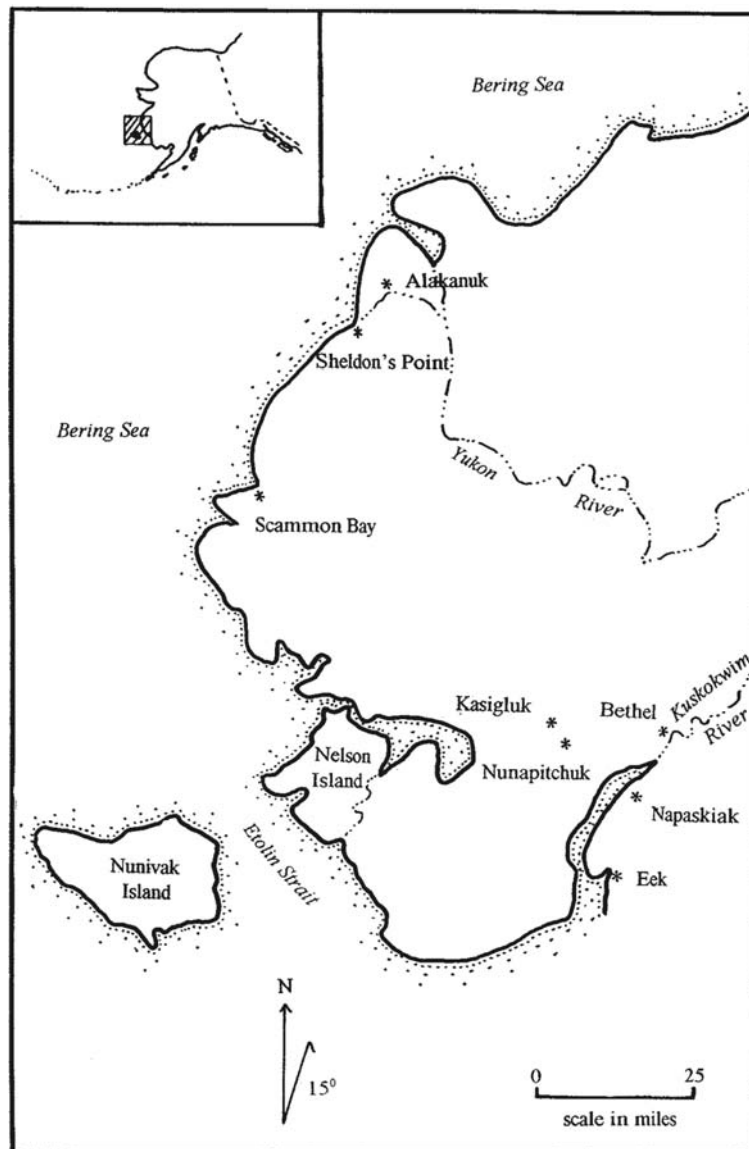 Bering Sea
Alakanuk
Sheldon's Point
Bering Sea
Yukon
River
Scammon Bay
Kasigluk
Bethel
Kuskokwim
River
Nelson
Island
Nunapitchuk
Napaskiak
Etolin Strait
Nunivak
Island
Eek
N
15⁰
0 25
scale in miles